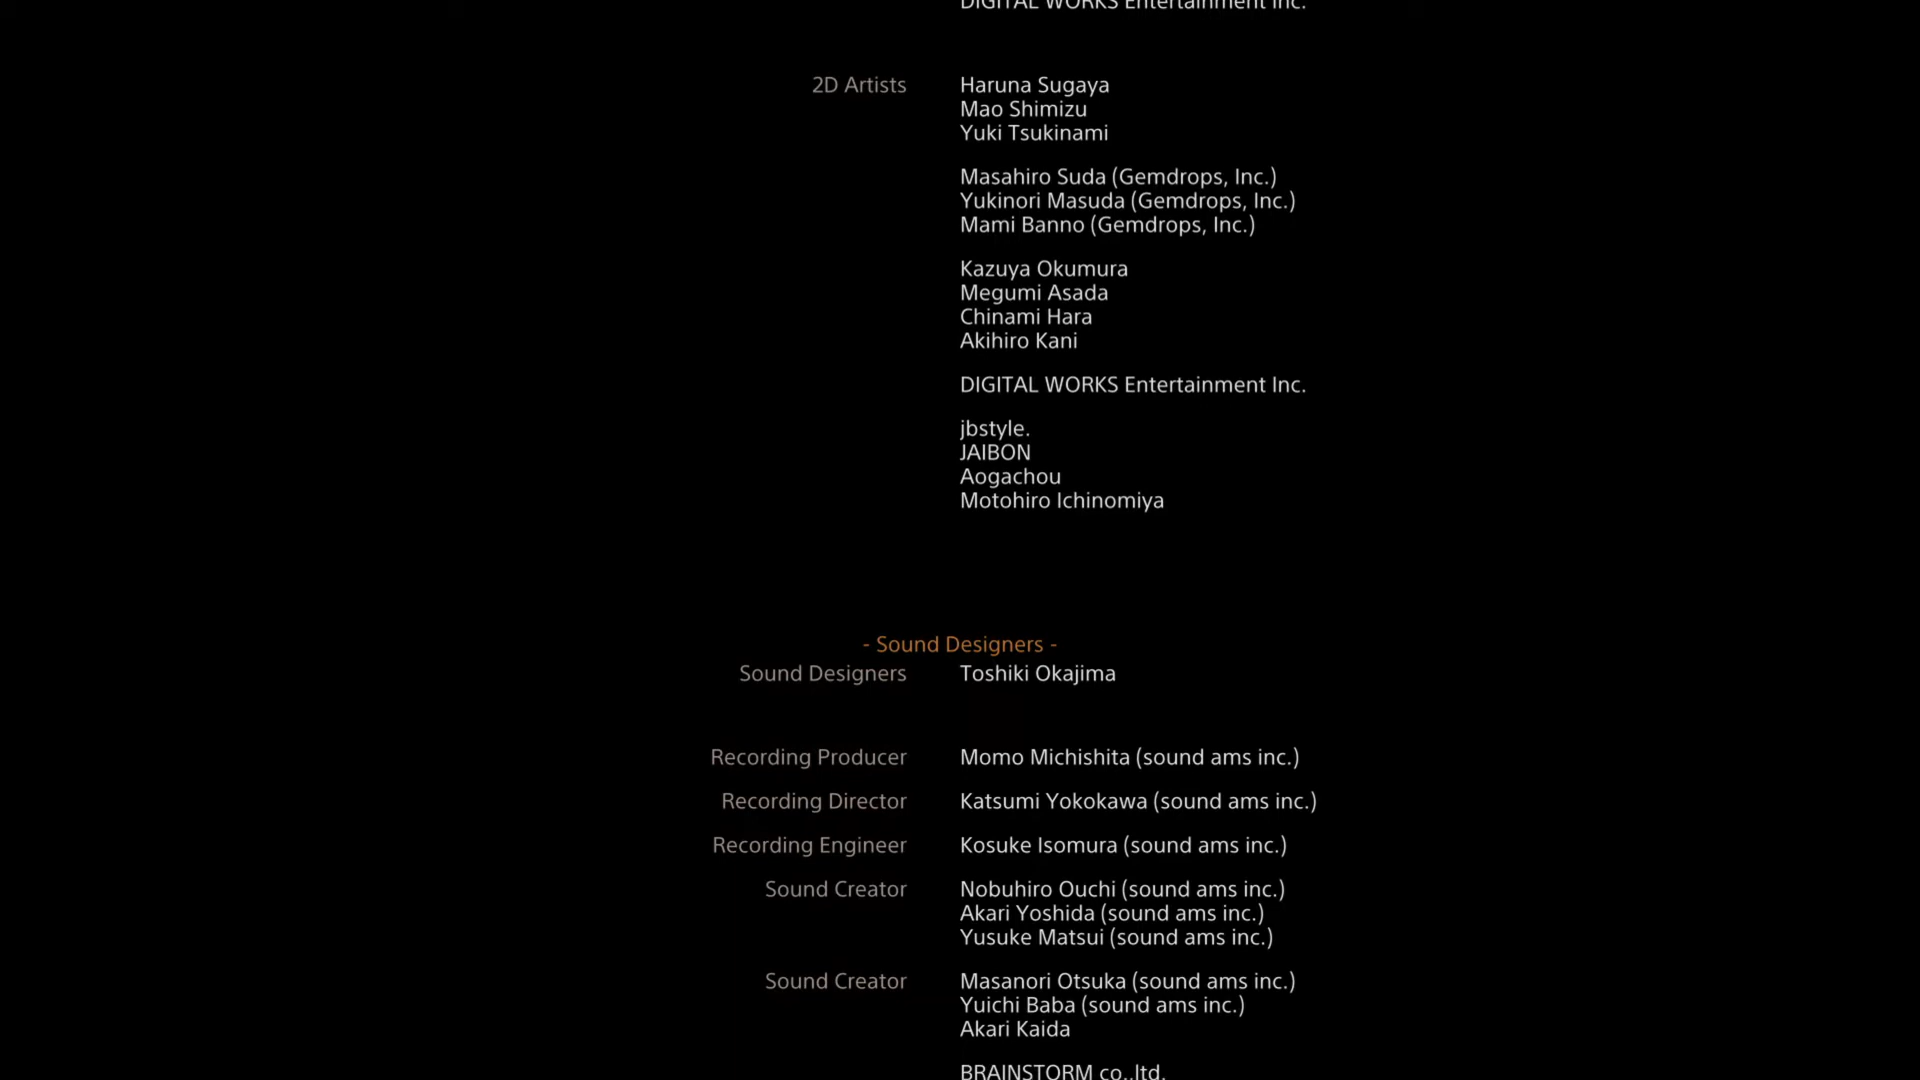 DIGITAL WORKS Entertainment Inc.
2D Artists Haruna Sugaya
Mao Shimizu
Yuki Tsukinami
Masahiro Suda (Gemdrops, Inc.)
Yukinori Masuda (Gemdrops, Inc.)
Mami Banno (Gemdrops, Inc.)
Kazuya Okumura
Megumi Asada
Chinami Hara
Akihiro Kani
DIGITAL WORKS Entertainment Inc.
jbstyle.
JAIBON
Aogachou
Motohiro Ichinomiya
- Sound Designers -
Sound Designers Toshiki Okajima
Recording Producer Momo Michishita (sound ams inc.)
Recording Director Katsumi Yokokawa (sound ams inc.)
Recording Engineer Kosuke Isomura (sound ams inc.)
Sound Creator Nobuhiro Ouchi (sound ams inc.)
Akari Yoshida (sound ams inc.)
Yusuke Matsui (sound ams inc.)
Sound Creator Masanori Otsuka (sound ams inc.)
Yuichi Baba (sound ams inc.)
Akari Kaida
BRAINSTORM co.,ltd.